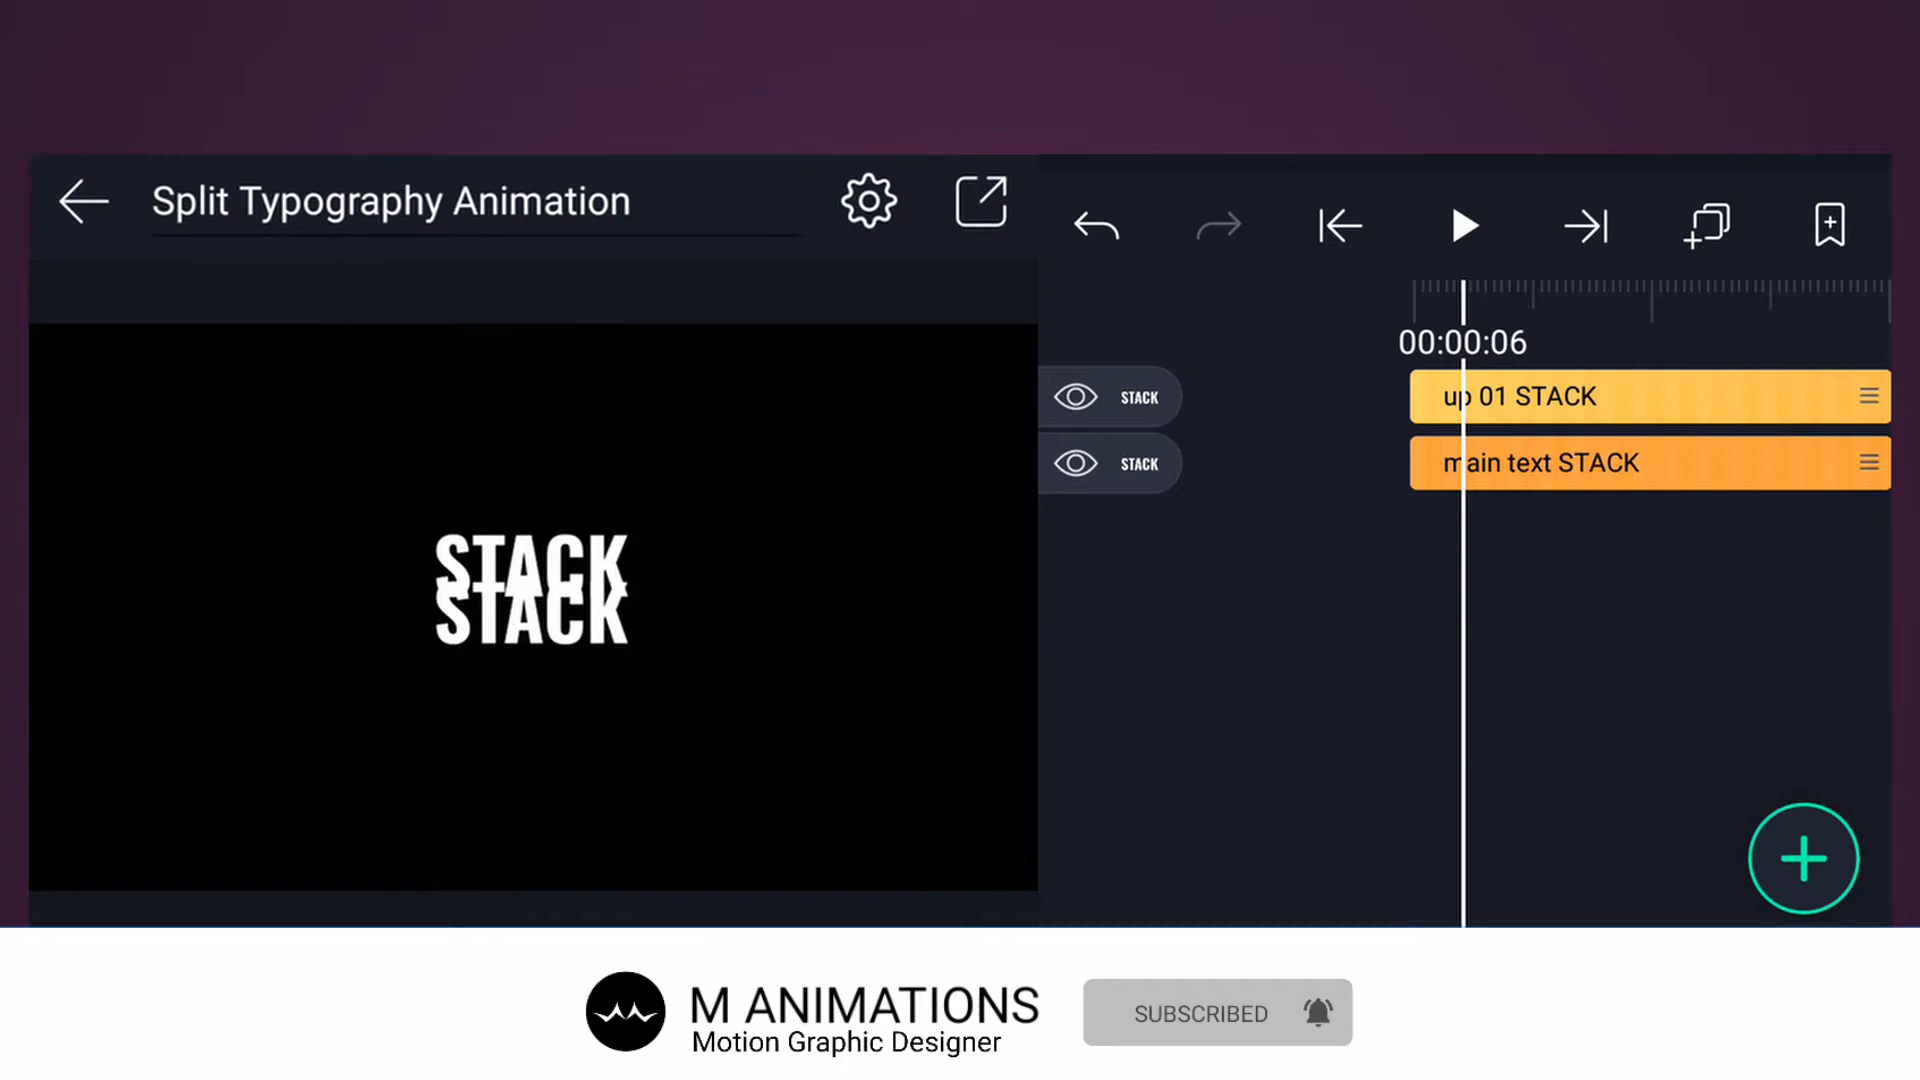 Split Typography Animation
00:00:06
STACK
up 01 STACK
STACK
main text STACK
STACK
STACK
M ANIMATIONS
Motion Graphic Designer
SUBSCRIBED